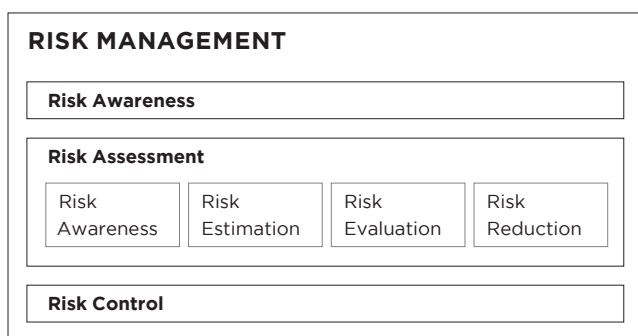 RISK MANAGEMENT
Risk Awareness
Risk Assessment
Risk
Awareness
Risk
Estimation
Risk
Evaluation
Risk
Reduction
Risk Control